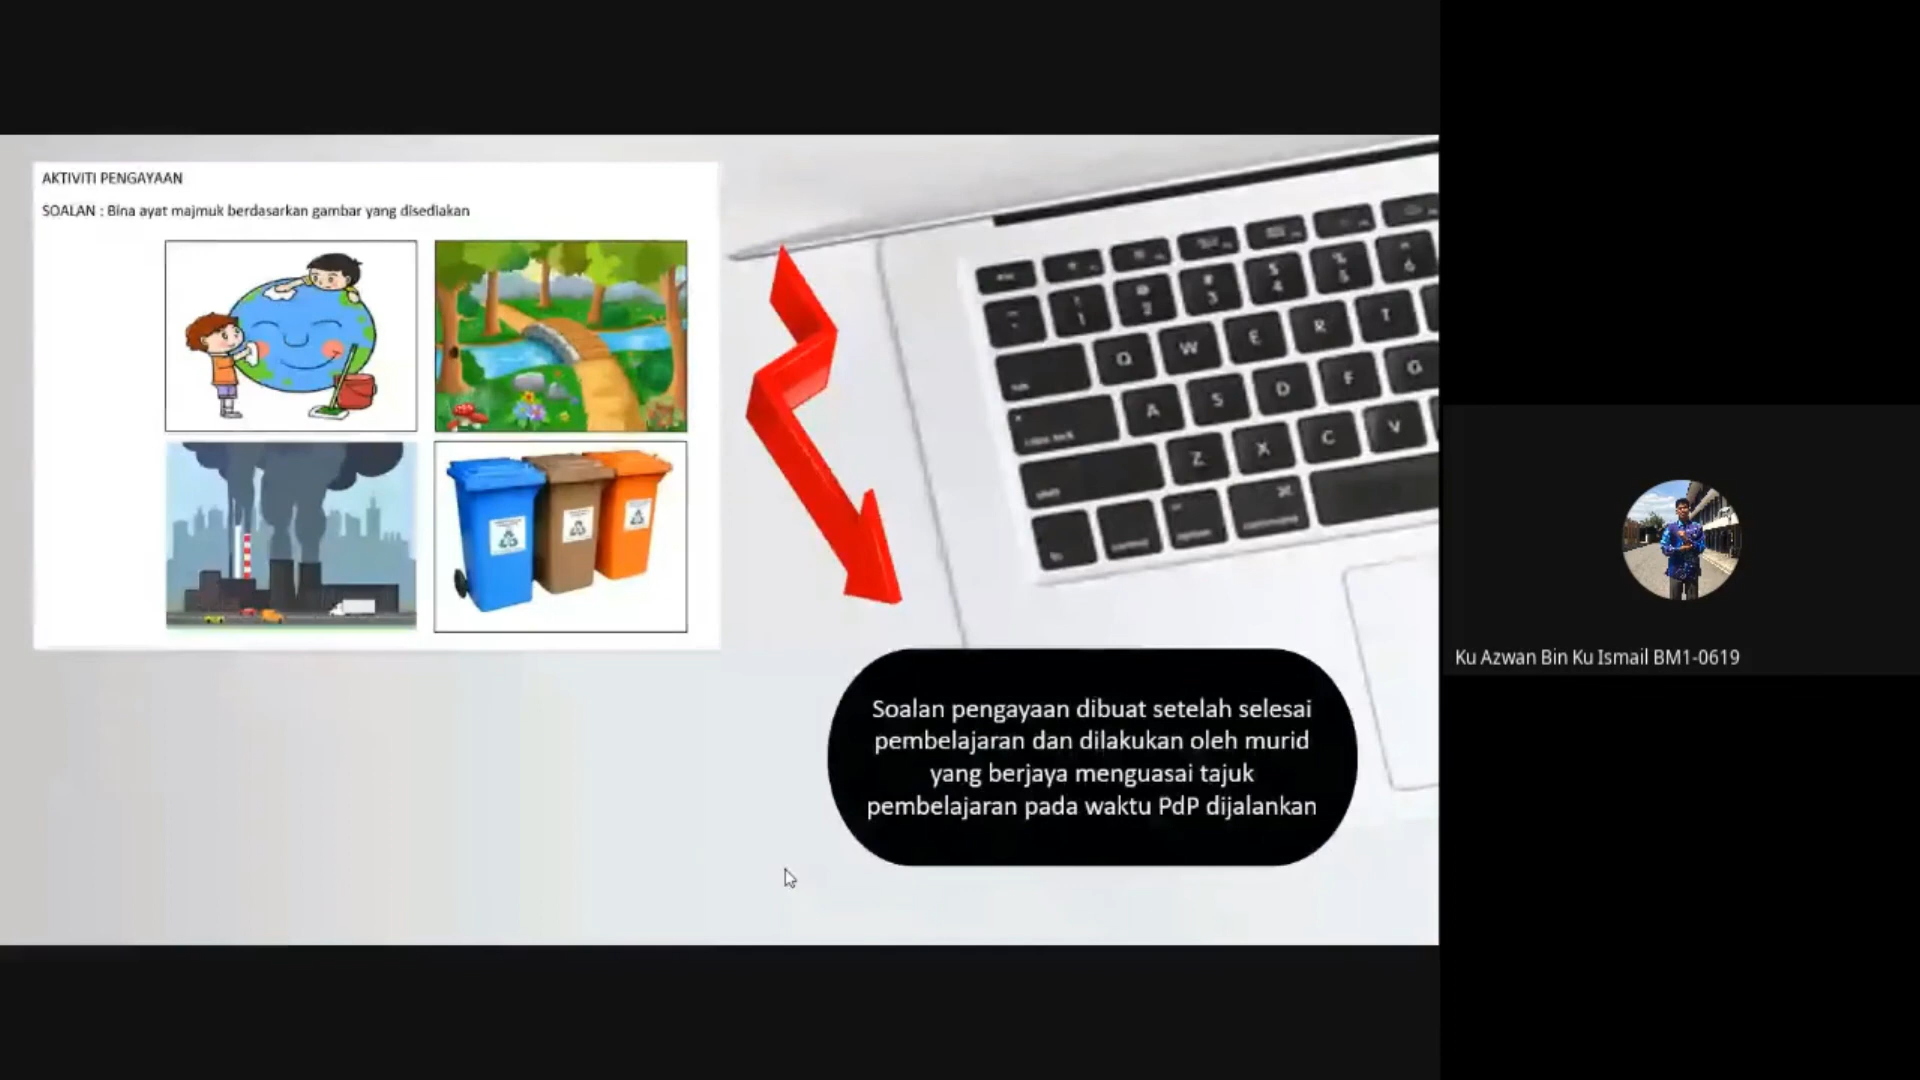 AKTIVITI PENGAYAAN
SOALAN : Bina ayat majmuk berdasarkan gambar yang disediakan
Soalan pengayaan dibuat setelah selesai
pembelajaran dan dilakukan oleh murid
yang berjaya menguasai tajuk
pembelajaran pada waktu PdP dijalankan
Ku Azwan Bin Ku Ismail BM1-0619
Q W E R T
A S D F G
Z X C V